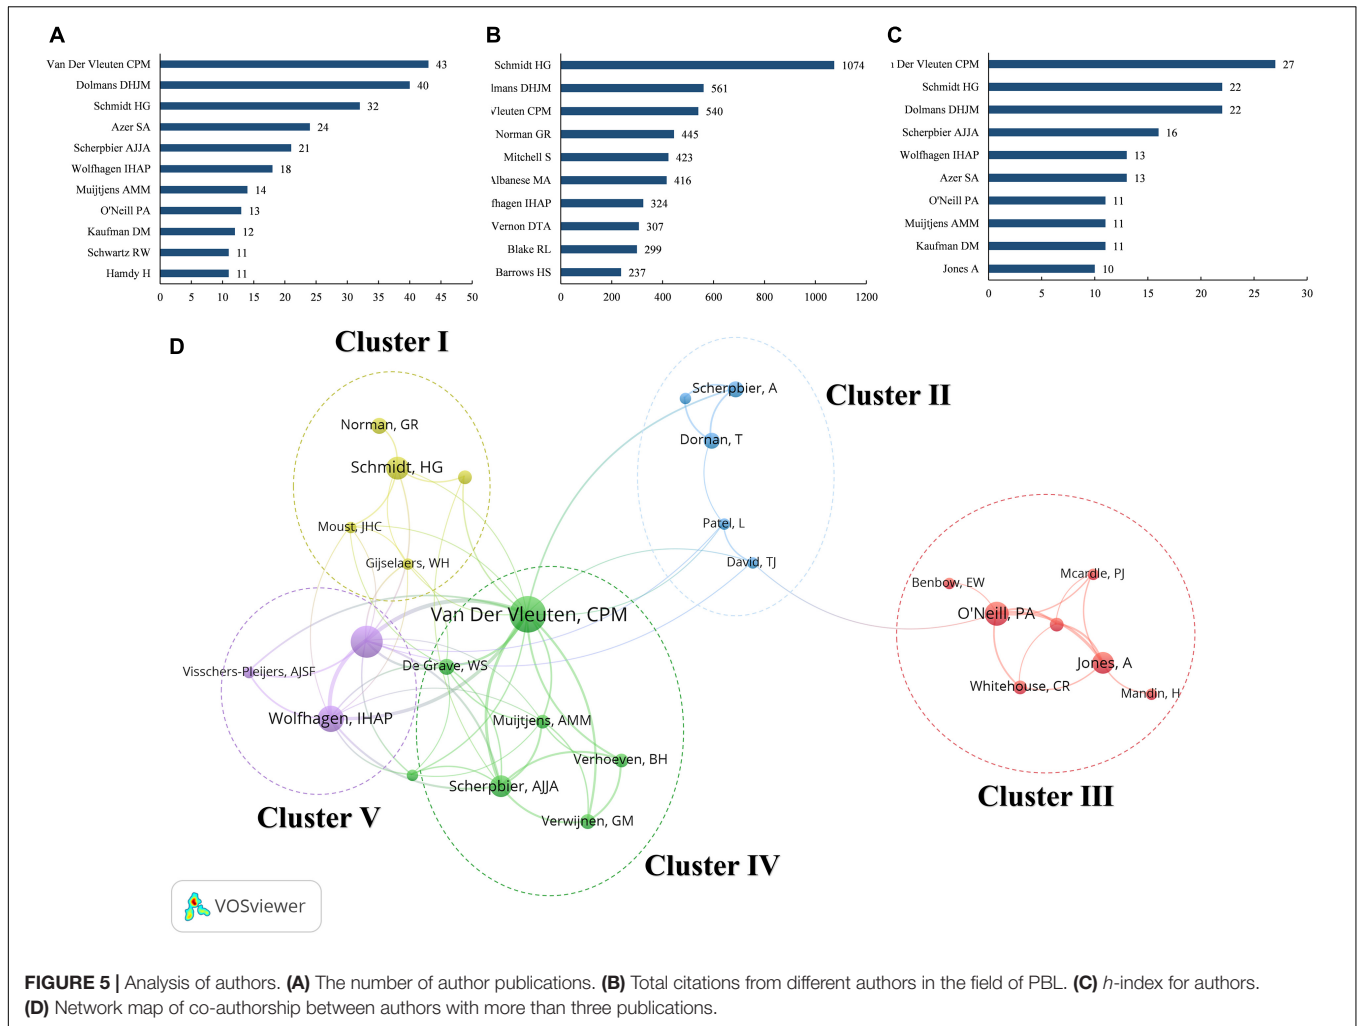 A
Van Der Vleuten CPM 43
Dolmans DHJM 40
Schmidt HG 32
Azer SA 24
Scherpbier AJJA 21
Wolfhagen IHAP 18
Muijtjens AMM 14
O'Neill PA 13
Kaufman DM 12
Schwartz RW 11
Hamdy H 11
0 5 10 15 20 25 30 35 40 45 50
B
Schmidt HG 1074
lmans DHJM 561
Vleuten CPM 540
Norman GR 445
Mitchell S 423
Albanese MA 416
fhagen IHAP 324
Vernon DTA 307
Blake RL 299
Barrows HS 237
0 200 400 600 800 1000 1200
C
Der Vleuten CPM 27
Schmidt HG 22
Dolmans DHJM 22
Scherpbier AJJA 16
Wolfhagen IHAP 13
Azer SA 13
O'Neill PA 11
Muijtjens AMM 11
Kaufman DM 11
Jones A 10
0 5 10 15 20 25 30
D
Cluster I
Norman, GR
Schmidt, HG
Moust, JHC
Gijselaers, WH
Cluster II
Scherpbier, A
Dornan, T
Patel, L
David, TJ
Benbow, EW
Mcardle, PJ
O'Neill, PA
Jones, A
Whitehouse, CR
Mandin, H
Cluster III
Van Der Vleuten, CPM
De Grave, WS
Muijtjens, AMM
Verhoeven, BH
Scherpbier, AJJA
Verwijnen, GM
Cluster IV
Visschers-Pleijers, AJSF
Wolfhagen, IHAP
Cluster V
VOSviewer
FIGURE 5 | Analysis of authors. (A) The number of author publications. (B) Total citations from different authors in the field of PBL. (C) h-index for authors.
(D) Network map of co-authorship between authors with more than three publications.